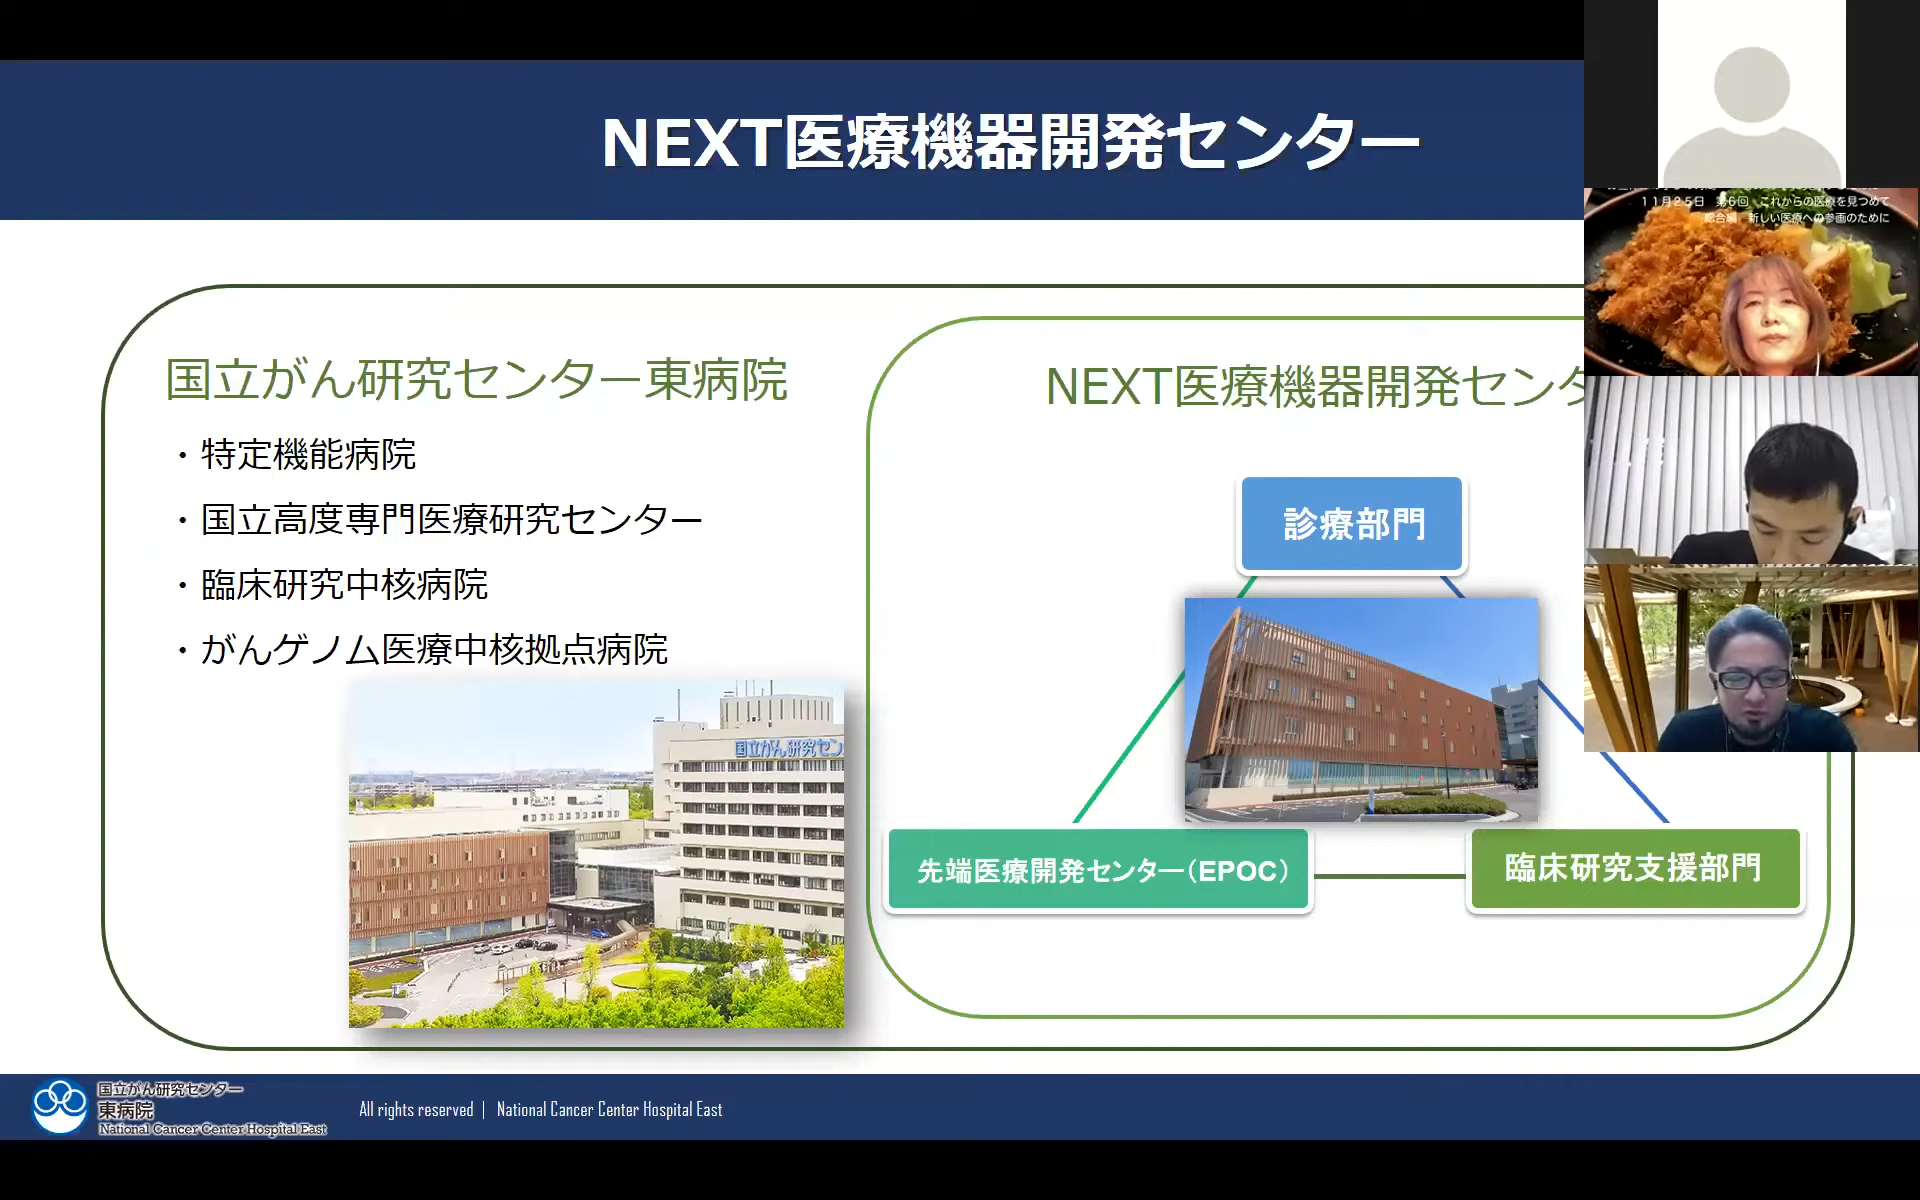 NEXT医療機器開発センター
11月25日 第6回 これからの医療を見つめて
総合編 新しい医療への参画のために
国立がん研究センター東病院
・特定機能病院
・国立高度専門医療研究センター
・臨床研究中核病院
・がんゲノム医療中核拠点病院
国立がん研究セン
NEXT医療機器開発センタ
診療部門
先端医療開発センター(EPOC)
臨床研究支援部門
国立がん研究センター
東病院
National Cancer Center Hospital East
All rights reserved | National Cancer Center Hospital East